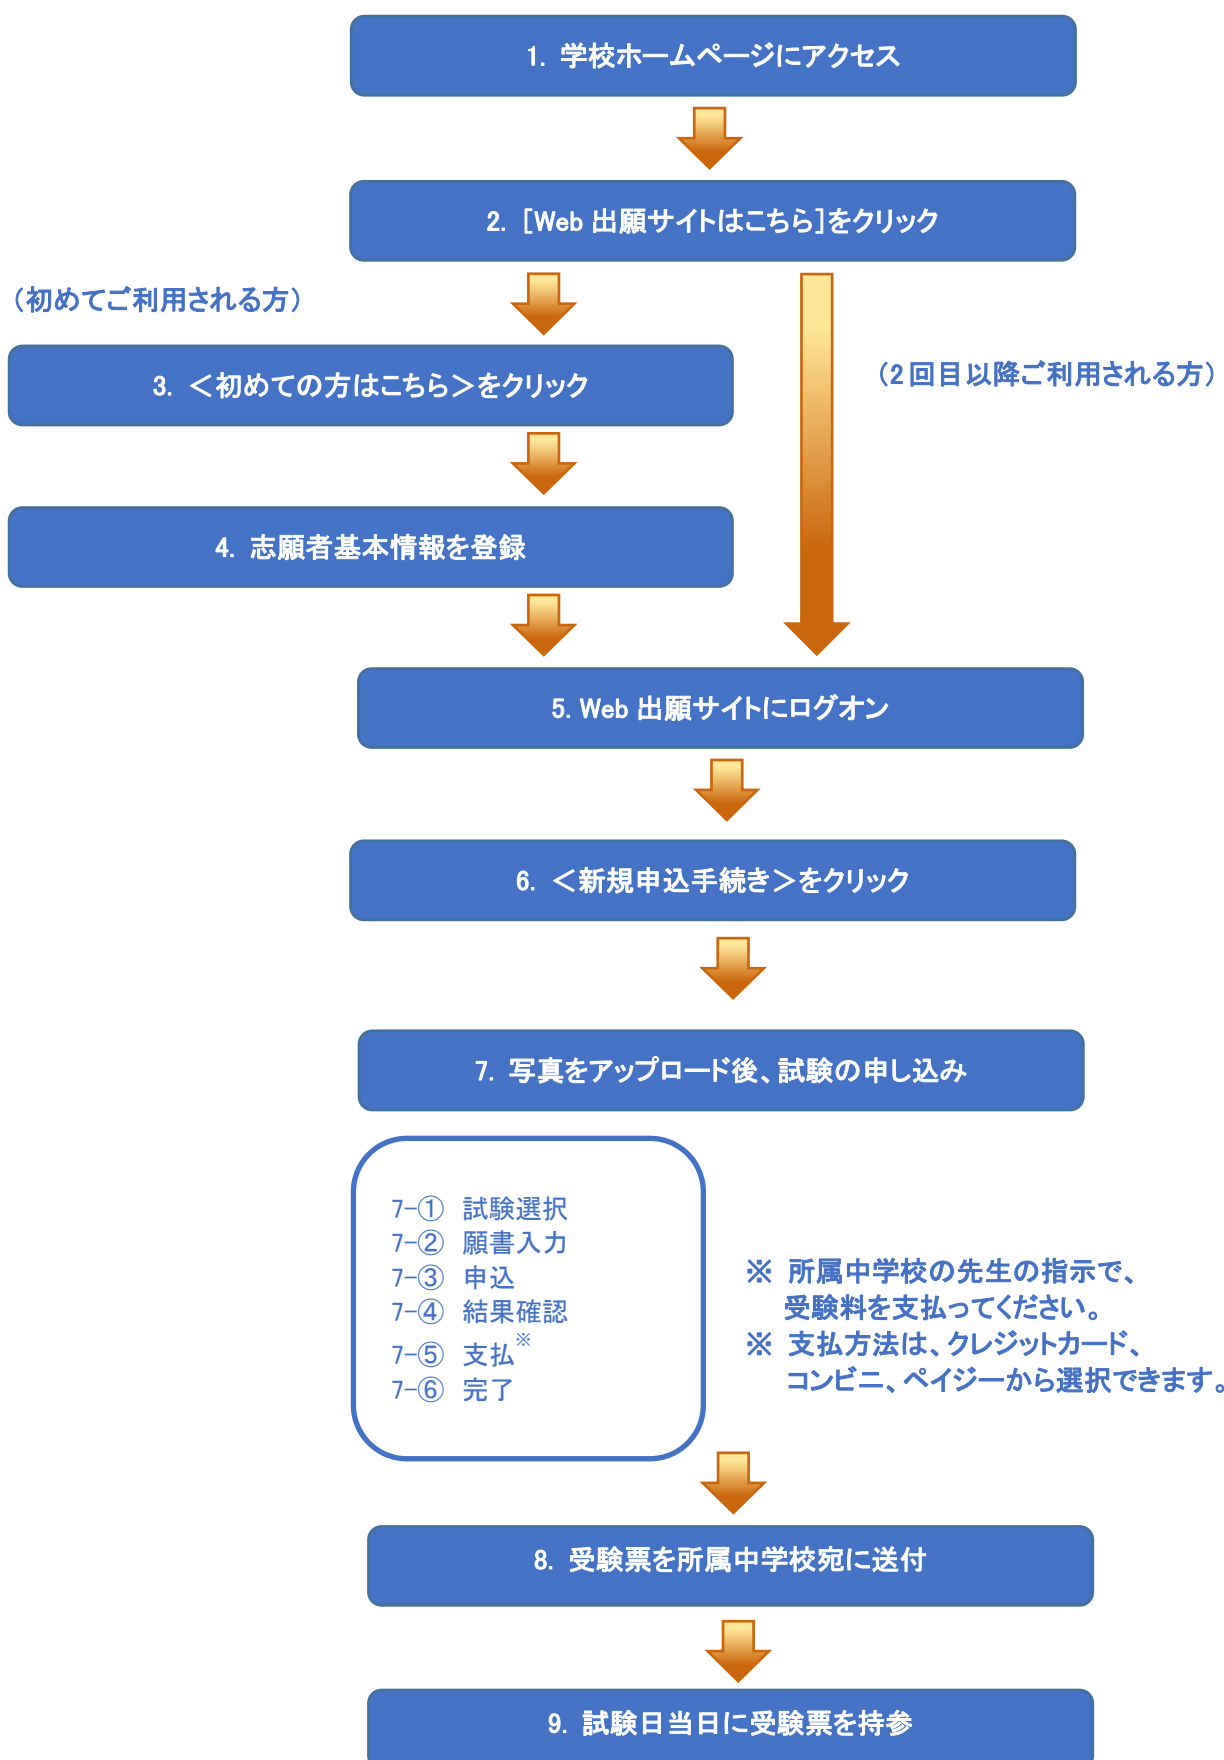 1. 学校ホームページにアクセス
2. [Web 出願サイトはこちら]をクリック
（初めてご利用される方）
3. ＜初めての方はこちら＞をクリック
（2回目以降ご利用される方）
4. 志願者基本情報を登録
5. Web 出願サイトにログオン
6. ＜新規申込手続き＞をクリック
7. 写真をアップロード後、試験の申し込み
7-① 試験選択
7-② 願書入力
7-③ 申込
7-④ 結果確認
7-⑤ 支払※
7-⑥ 完了
※ 所属中学校の先生の指示で、
受験料を支払ってください。
※ 支払方法は、クレジットカード、
コンビニ、ペイジーから選択できます。
8. 受験票を所属中学校宛に送付
9. 試験日当日に受験票を持参